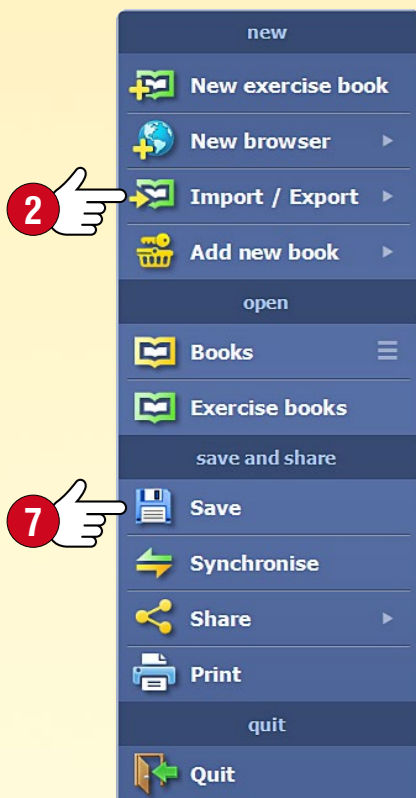 new
New exercise book
New browser
2
Import / Export
Add new book
open
Books
Exercise books
save and share
7
Save
Synchronise
Share
Print
quit
Quit